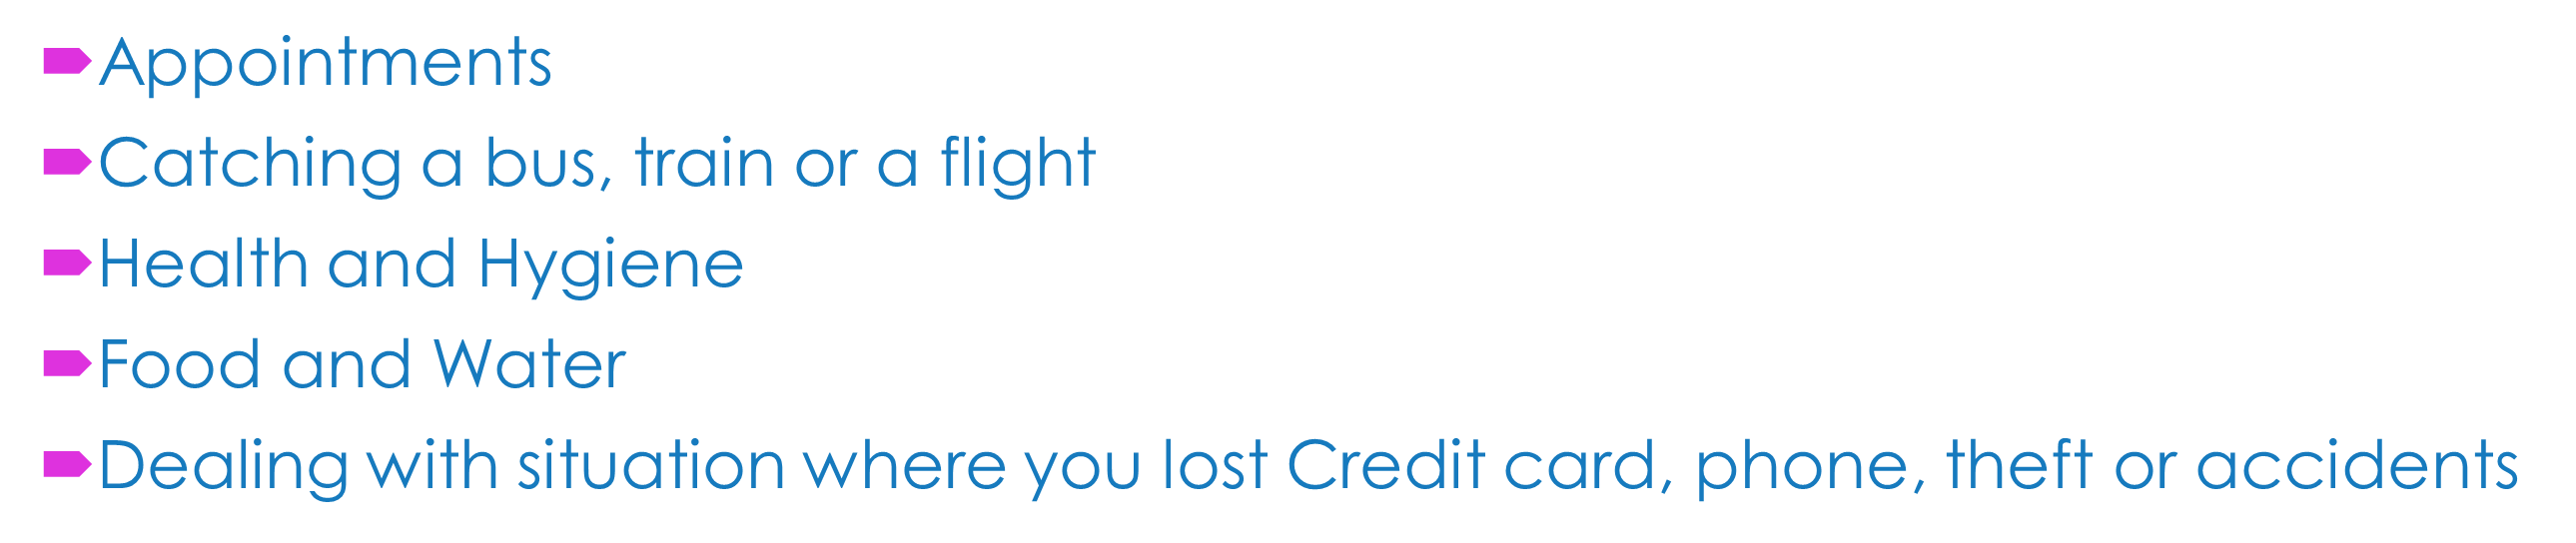 Appointments
Catching a bus, train or a flight
Health and Hygiene
Food and Water
Dealing with situation where you lost Credit card, phone, theft or accidents